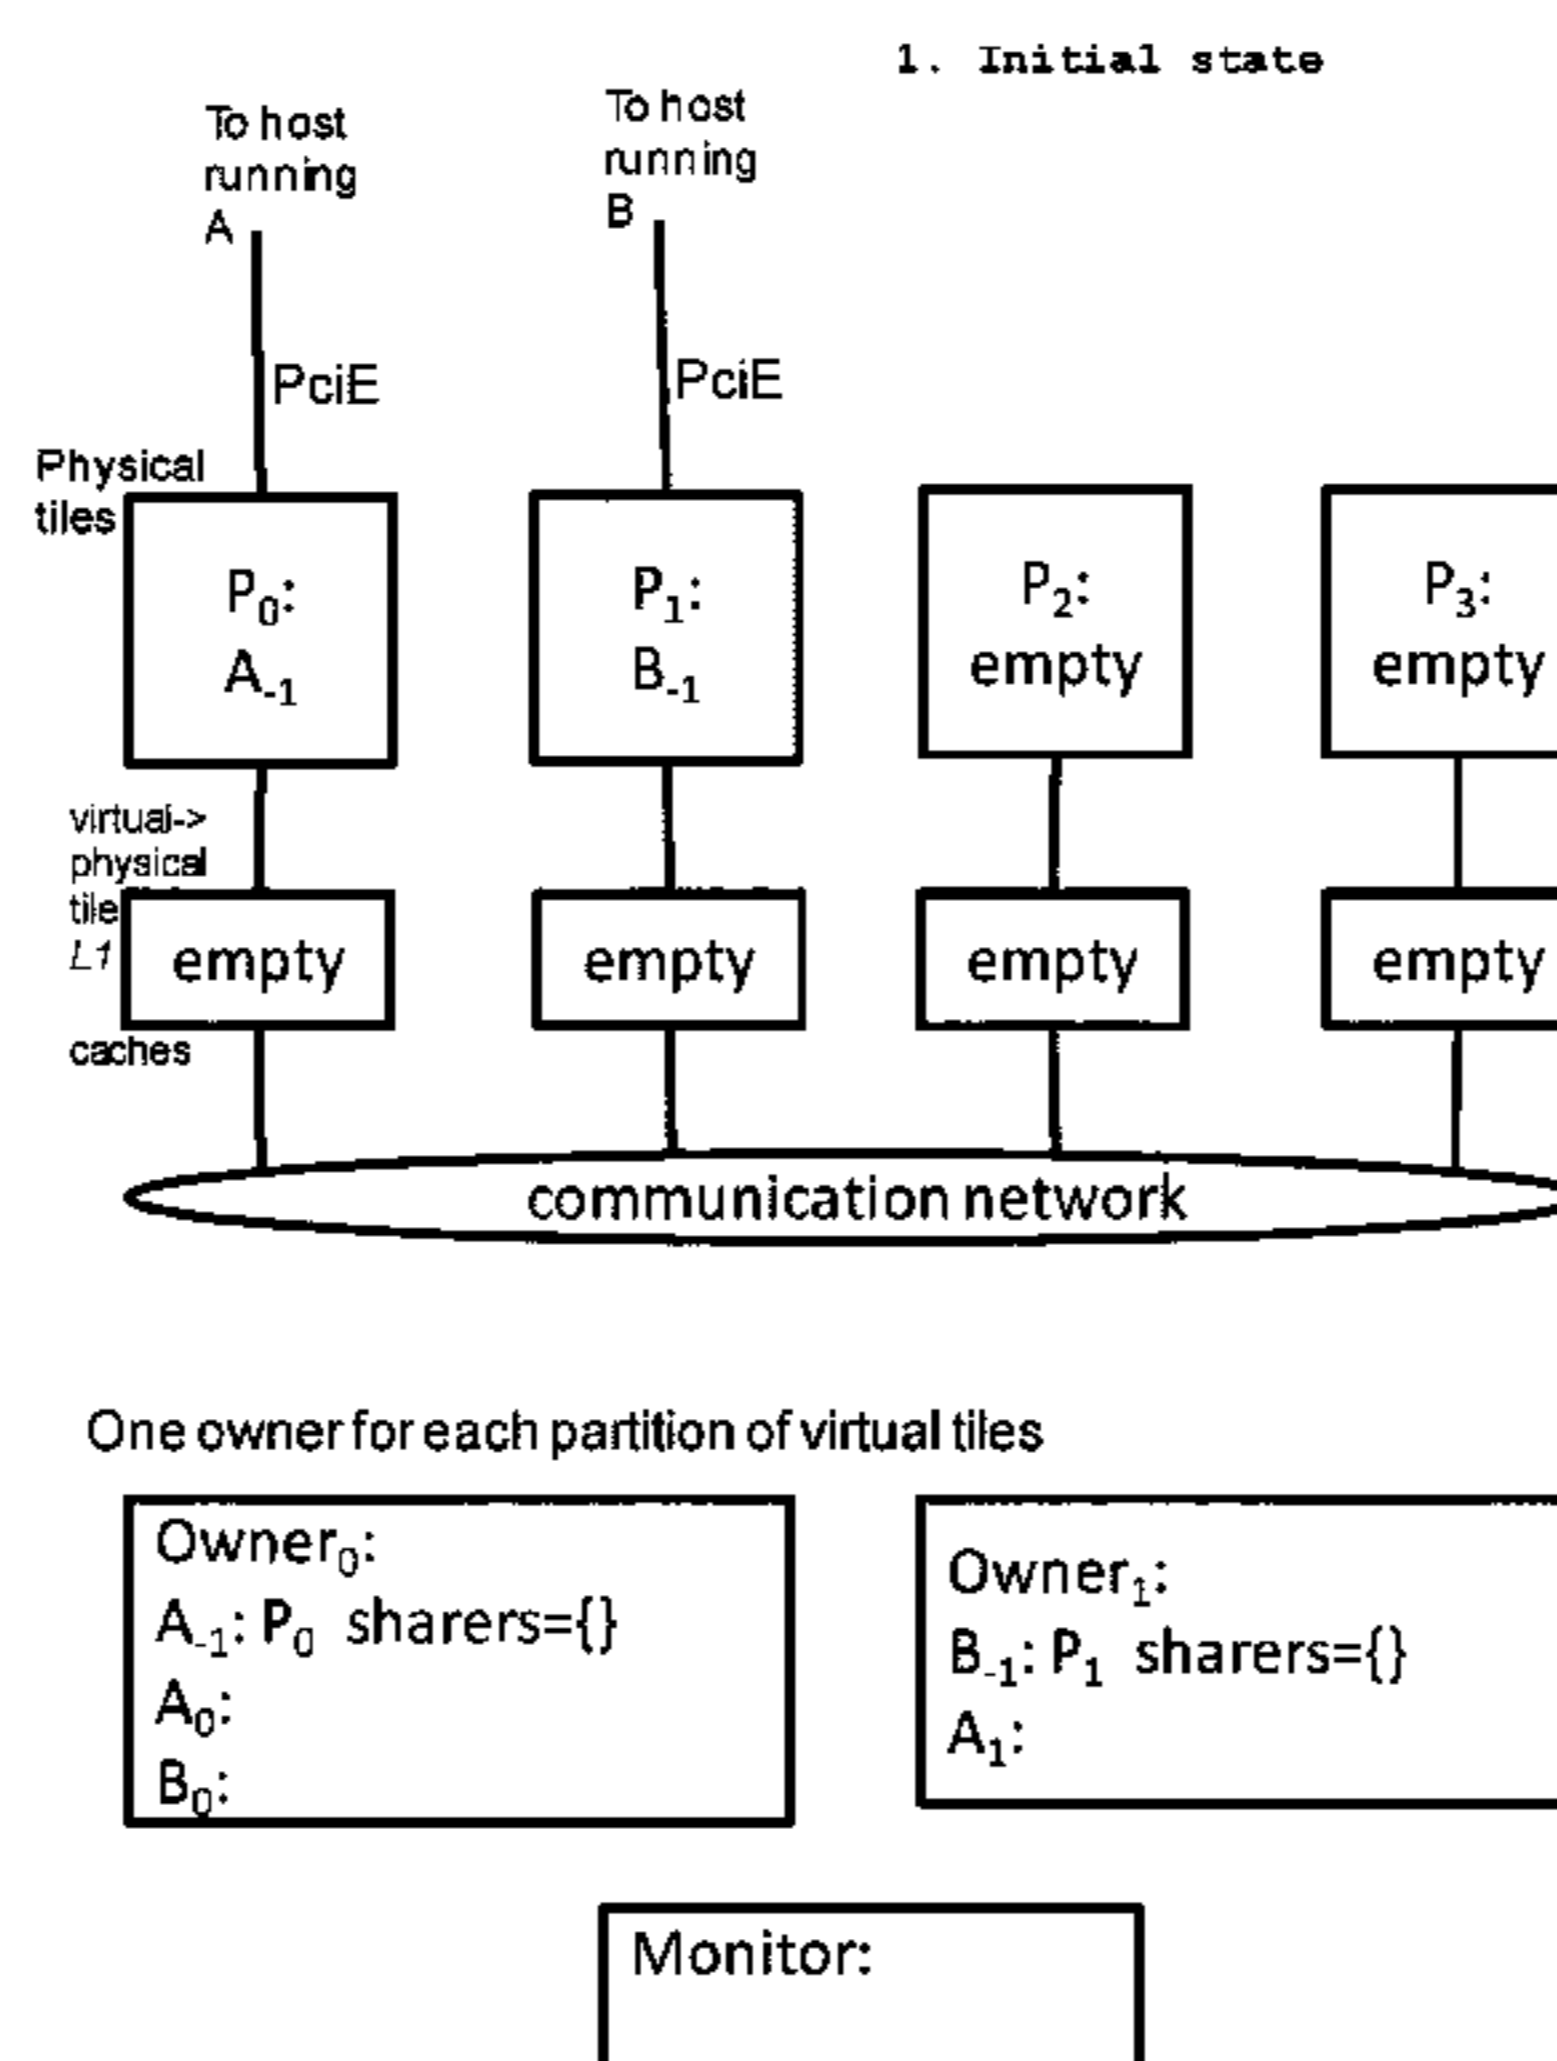 1. Initial state
To host
running
A
To host
running
B
PciE
PciE
Physical
tiles
P0:
A-1
P1:
B-1
P2:
empty
P3:
empty
virtual->
physical
tile
L1
caches
empty
empty
empty
empty
communication network
One owner for each partition of virtual tiles
Owner0:
A-1: P0 sharers={}
A0:
B0:
Owner1:
B-1: P1 sharers={}
A1:
Monitor: